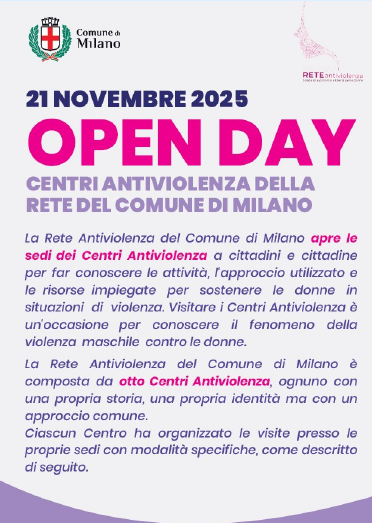 Comune di
Milano
RETEantiviolenza
21 NOVEMBRE 2025
OPEN DAY
CENTRI ANTIVIOLENZA DELLA
RETE DEL COMUNE DI MILANO
La Rete Antiviolenza del Comune di Milano apre le
sedi dei Centri Antiviolenza a cittadini e cittadine
per far conoscere le attività, l'approccio utilizzato e
le risorse impiegate per sostenere le donne in
situazioni di violenza. Visitare i Centri Antiviolenza è
un'occasione per conoscere il fenomeno della
violenza maschile contro le donne.
La Rete Antiviolenza del Comune di Milano è
composta da otto Centri Antiviolenza, ognuno con
una propria storia, una propria identità ma con un
approccio comune.
Ciascun Centro ha organizzato le visite presso le
proprie sedi con modalità specifiche, come descritto
di seguito.